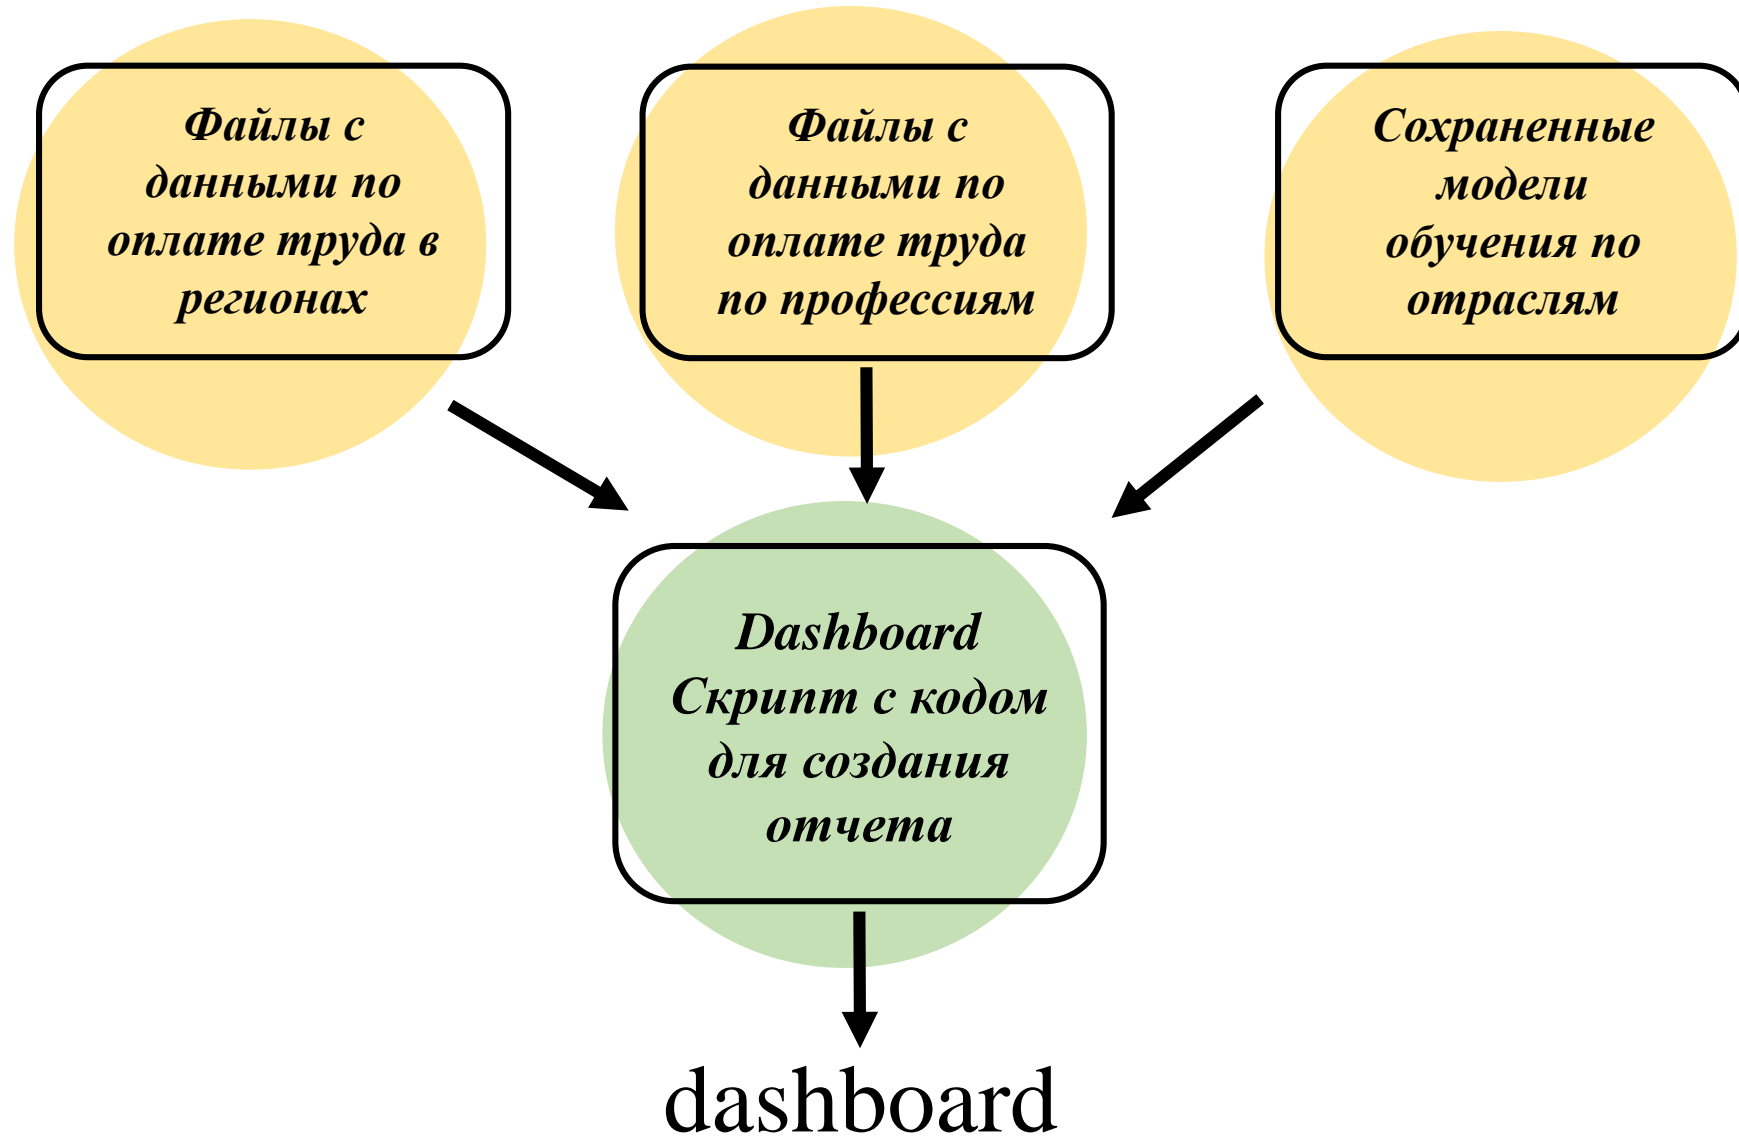 Файлы с
данными по
оплате труда в
регионах
Файлы с
данными по
оплате труда
по профессиям
Сохраненные
модели
обучения по
отраслям
Dashboard
Скрипт с кодом
для создания
отчета
dashboard